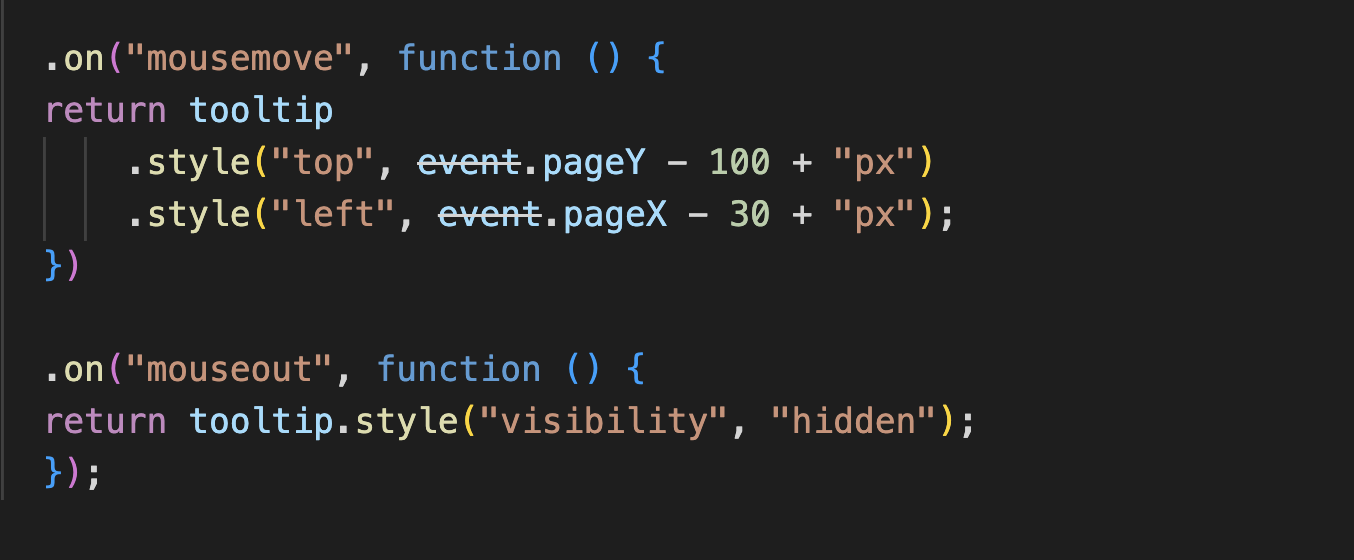 .on("mousemove", function () {
return tooltip
.style("top", event.pageY - 100 + "px")
.style("left", event.pageX - 30 + "px");
})
.on("mouseout", function () {
return tooltip.style("visibility", "hidden");
});